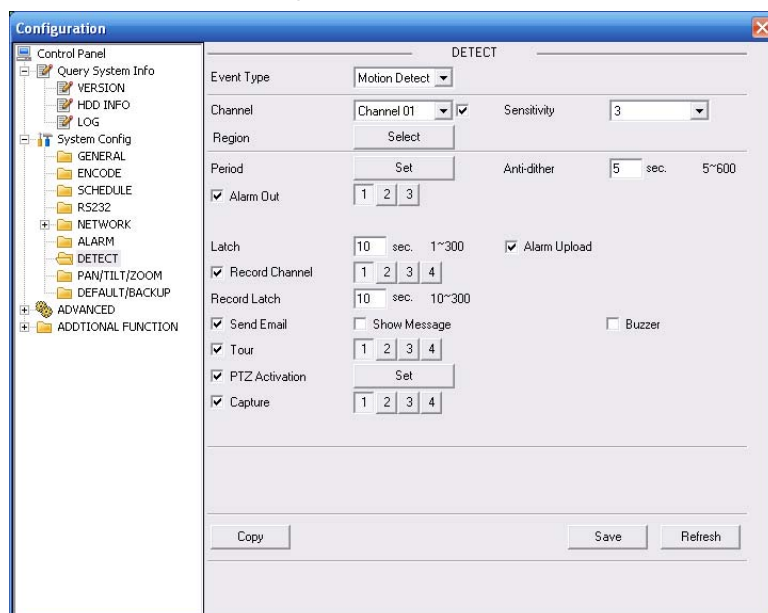 Configuration
Control Panel
Query System Info
VERSION
HDD INFO
LOG
System Config
GENERAL
ENCODE
SCHEDULE
RS232
NETWORK
ALARM
DETECT
PAN/TILT/ZOOM
DEFAULT/BACKUP
ADVANCED
ADDTIONAL FUNCTION
DETECT
Event Type Motion Detect
Channel Channel 01 Sensitivity 3
Region Select
Period Set Anti-dither 5 sec. 5~600
Alarm Out 1 2 3
Latch 10 sec. 1~300 Alarm Upload
Record Channel 1 2 3 4
Record Latch 10 sec. 10~300
Send Email Show Message Buzzer
Tour 1 2 3 4
PTZ Activation Set
Capture 1 2 3 4
Copy Save Refresh